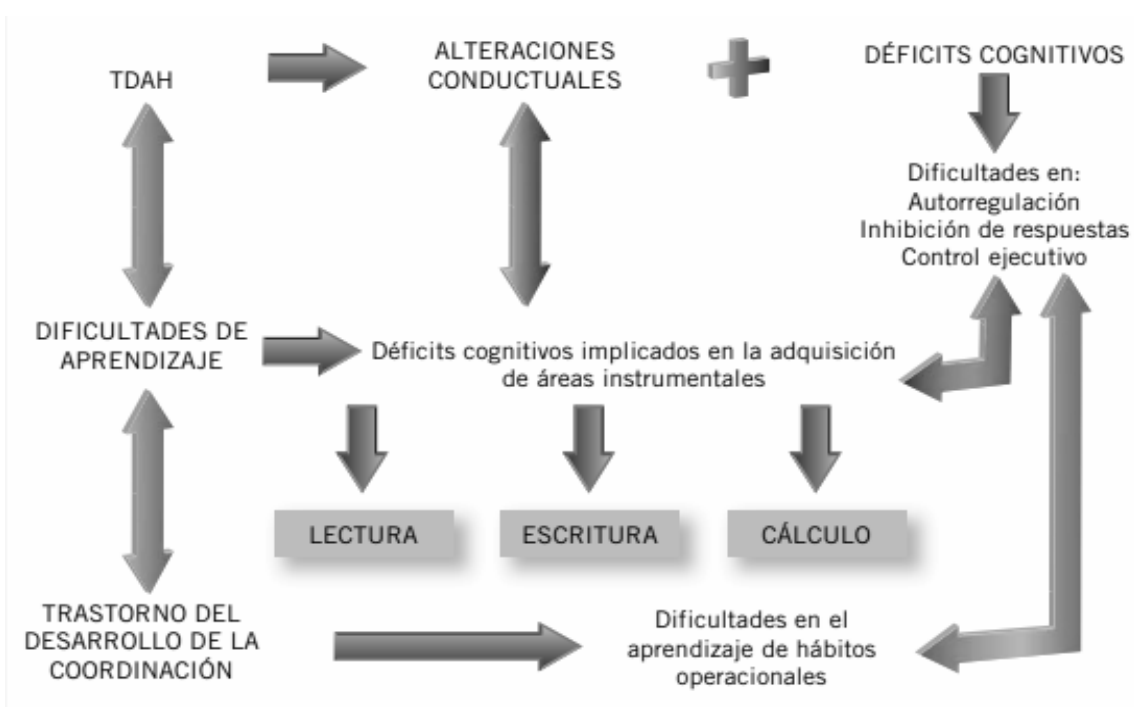 TDAH
ALTERACIONES
CONDUCTUALES
DÉFICITS COGNITIVOS
Dificultades en:
Autorregulación
Inhibición de respuestas
Control ejecutivo
DIFICULTADES DE
APRENDIZAJE
Déficits cognitivos implicados en la adquisición
de áreas instrumentales
LECTURA
ESCRITURA
CÁLCULO
TRASTORNO DEL
DESARROLLO DE LA
COORDINACIÓN
Dificultades en el
aprendizaje de hábitos
operacionales